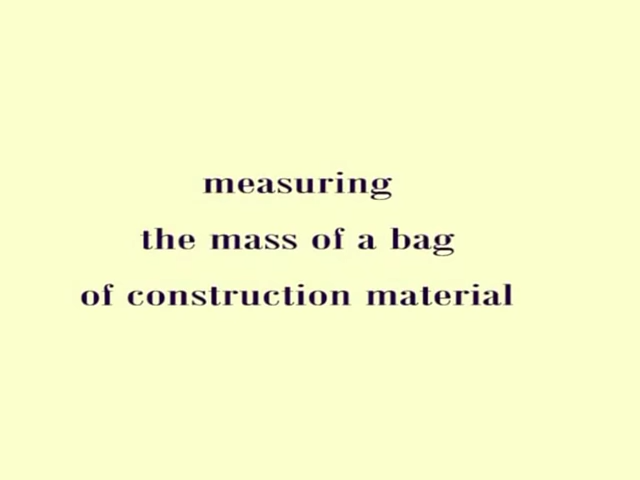 measuring
the mass of a bag
of construction material